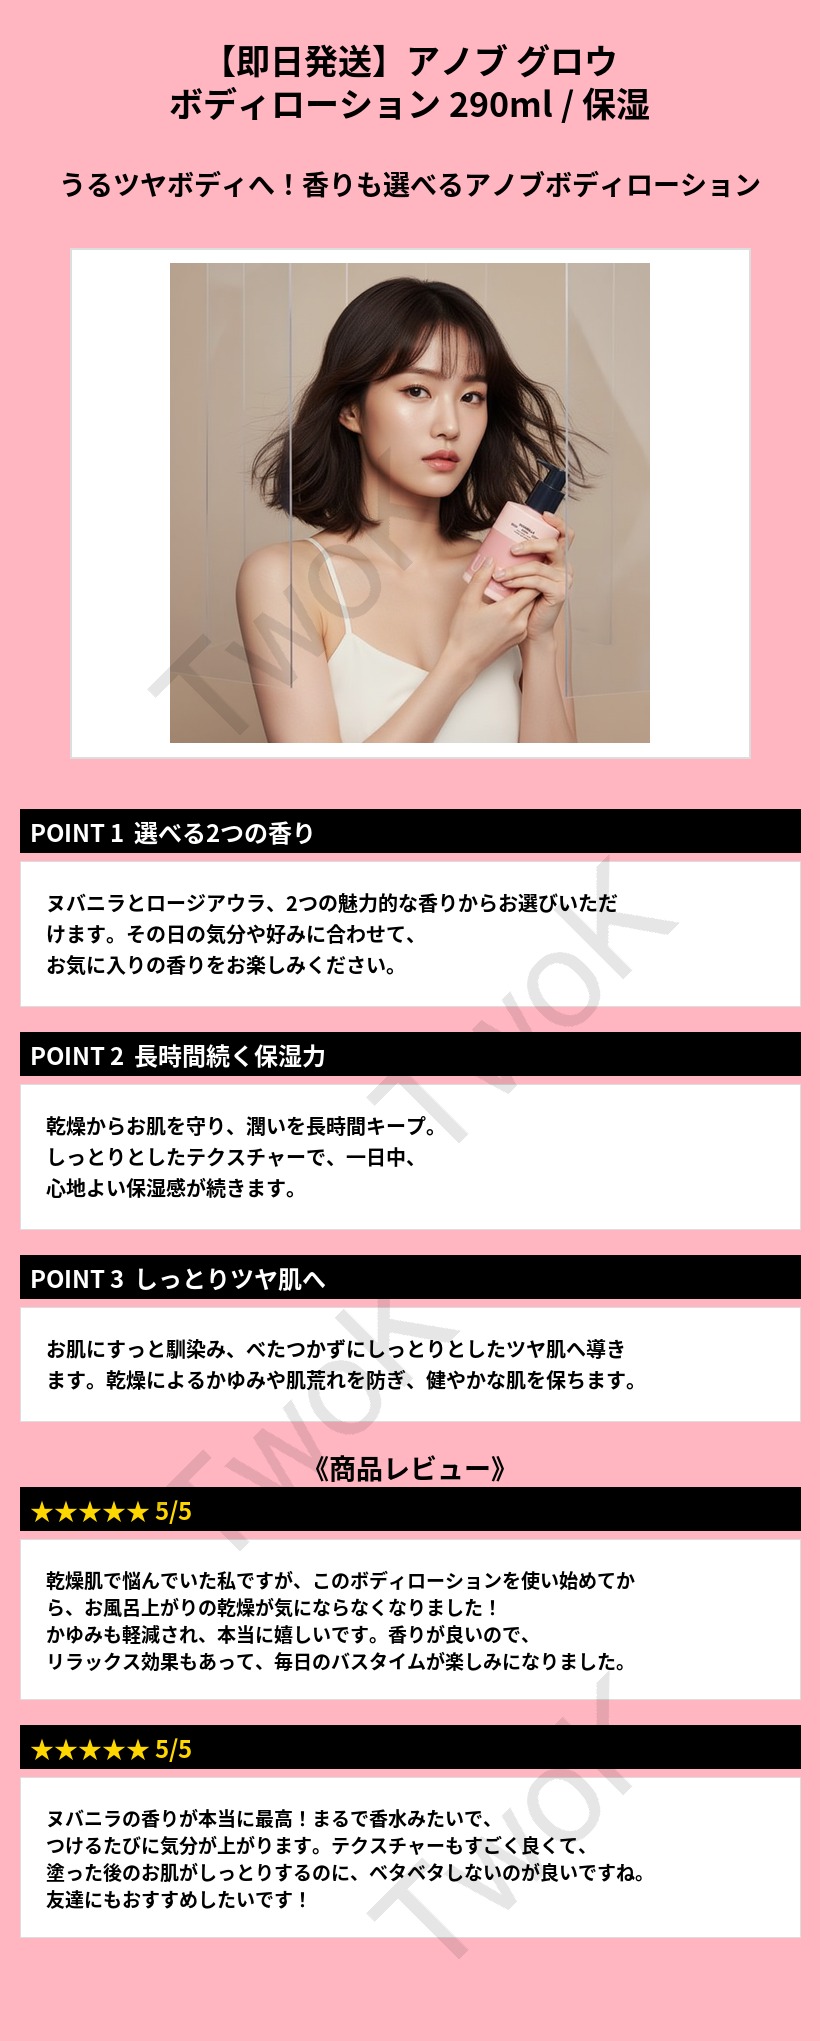 【即日発送】アノブ グロウ
ボディローション 290ml / 保湿
うるツヤボディへ！香りも選べるアノブボディローション
TwoK
POINT 1 選べる2つの香り
ヌバニラとロージアウラ、2つの魅力的な香りからお選びいただ
けます。その日の気分や好みに合わせて、
お気に入りの香りをお楽しみください。
TwoK
POINT 2 長時間続く保湿力
乾燥からお肌を守り、潤いを長時間キープ。
しっとりとしたテクスチャーで、一日中、
心地よい保湿感が続きます。
POINT 3 しっとりツヤ肌へ
お肌にすっと馴染み、べたつかずにしっとりとしたツヤ肌へ導き
ます。乾燥によるかゆみや肌荒れを防ぎ、健やかな肌を保ちます。
TwoK
《商品レビュー》
★★★★★ 5/5
乾燥肌で悩んでいた私ですが、このボディローションを使い始めてか
ら、お風呂上がりの乾燥が気にならなくなりました！
かゆみも軽減され、本当に嬉しいです。香りが良いので、
リラックス効果もあって、毎日のバスタイムが楽しみになりました。
★★★★★ 5/5
ヌバニラの香りが本当に最高！まるで香水みたいで、
つけるたびに気分が上がります。テクスチャーもすごく良くて、
塗った後のお肌がしっとりするのに、ベタベタしないのが良いですね。
友達にもおすすめしたいです！
TwoK